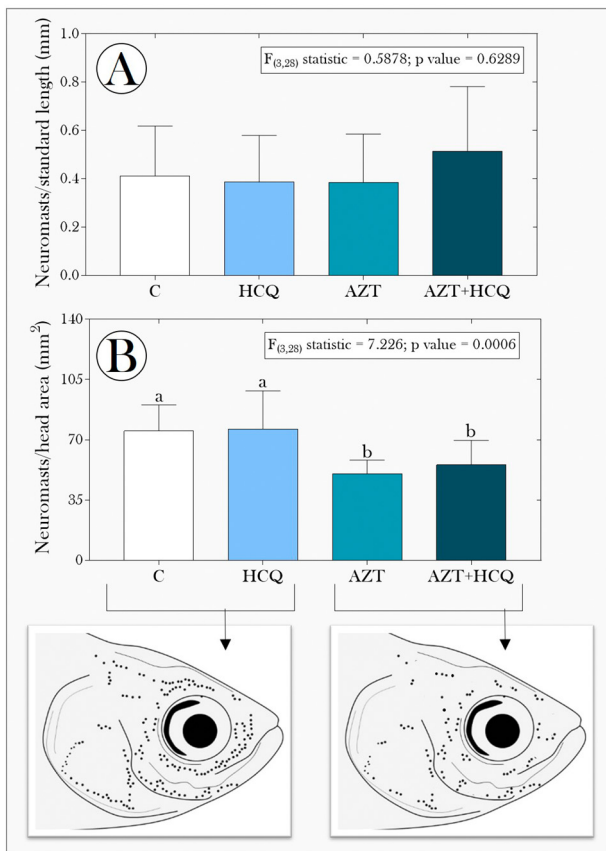 A
F(3,28) statistic = 0.5878; p value = 0.6289
Neuromasts/standard length (mm)
1.0
0.8
0.6
0.4
0.2
0.0
C HCQ AZT AZT+HCQ
B
F(3,28) statistic = 7.226; p value = 0.0006
Neuromasts/head area (mm²)
140
105
70
35
0
a a b b
C HCQ AZT AZT+HCQ